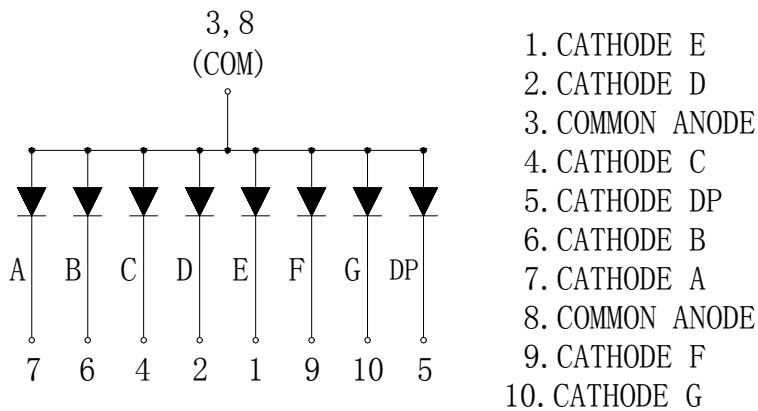 3,8
(COM)
A B C D E F G DP
7 6 4 2 1 9 10 5
1. CATHODE E
2. CATHODE D
3. COMMON ANODE
4. CATHODE C
5. CATHODE DP
6. CATHODE B
7. CATHODE A
8. COMMON ANODE
9. CATHODE F
10. CATHODE G